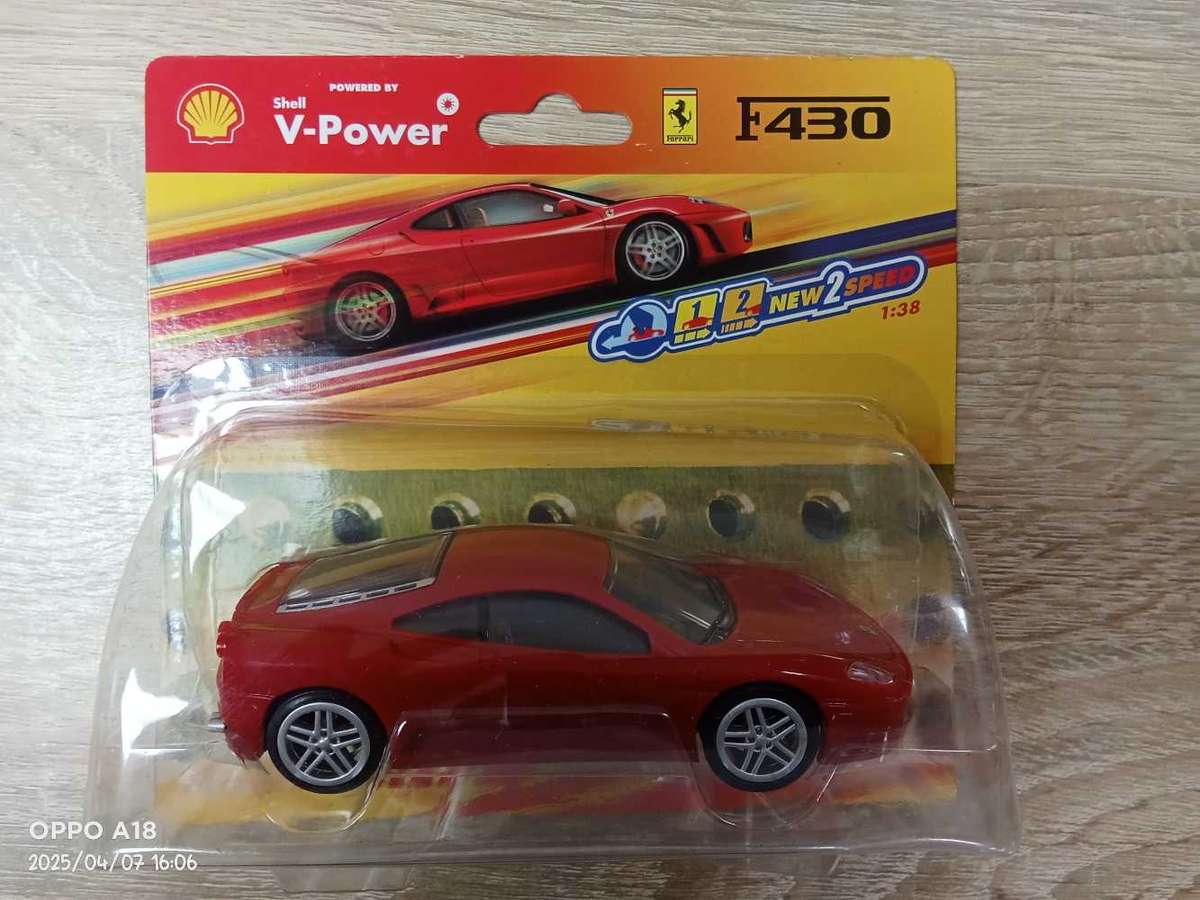 POWERED BY
Shell
V-Power
Ferrari
F430
1 2 NEW 2 SPEED
1:38
OPPO A18
2025/04/07 16:06